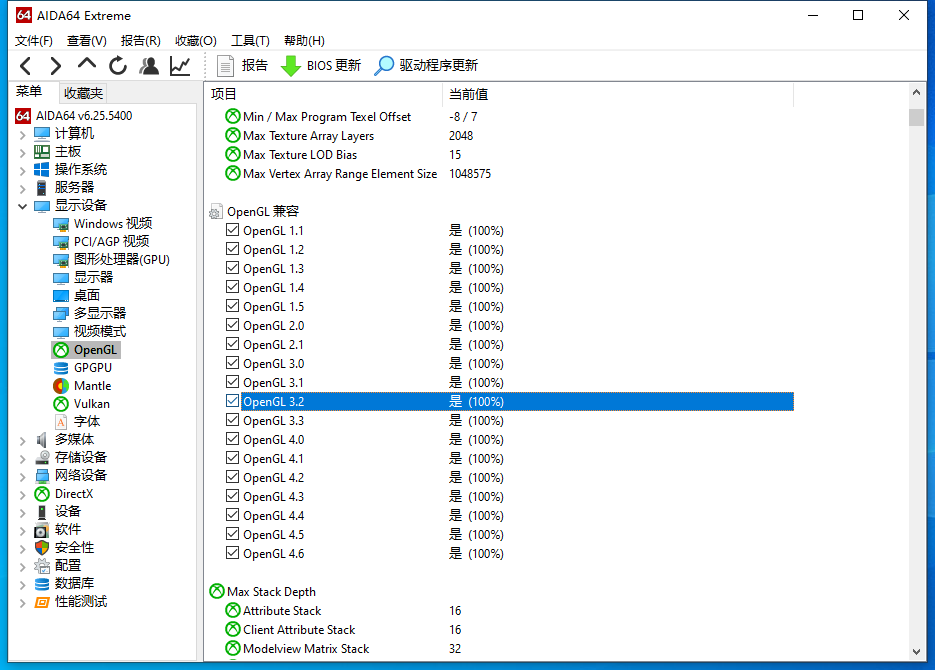 64 AIDA64 Extreme
文件(F) 查看(V) 报告(R) 收藏(O) 工具(T) 帮助(H)
报告 BIOS 更新 驱动程序更新
菜单 收藏夹
64 AIDA64 v6.25.5400
计算机
主板
操作系统
服务器
显示设备
Windows 视频
PCI/AGP 视频
图形处理器(GPU)
显示器
桌面
多显示器
视频模式
OpenGL
GPGPU
Mantle
Vulkan
A 字体
多媒体
存储设备
网络设备
DirectX
设备
软件
安全性
配置
数据库
性能测试
项目 当前值
Min / Max Program Texel Offset -8 / 7
Max Texture Array Layers 2048
Max Texture LOD Bias 15
Max Vertex Array Range Element Size 1048575
OpenGL 兼容
OpenGL 1.1 是 (100%)
OpenGL 1.2 是 (100%)
OpenGL 1.3 是 (100%)
OpenGL 1.4 是 (100%)
OpenGL 1.5 是 (100%)
OpenGL 2.0 是 (100%)
OpenGL 2.1 是 (100%)
OpenGL 3.0 是 (100%)
OpenGL 3.1 是 (100%)
OpenGL 3.2 是 (100%)
OpenGL 3.3 是 (100%)
OpenGL 4.0 是 (100%)
OpenGL 4.1 是 (100%)
OpenGL 4.2 是 (100%)
OpenGL 4.3 是 (100%)
OpenGL 4.4 是 (100%)
OpenGL 4.5 是 (100%)
OpenGL 4.6 是 (100%)
Max Stack Depth
Attribute Stack 16
Client Attribute Stack 16
Modelview Matrix Stack 32